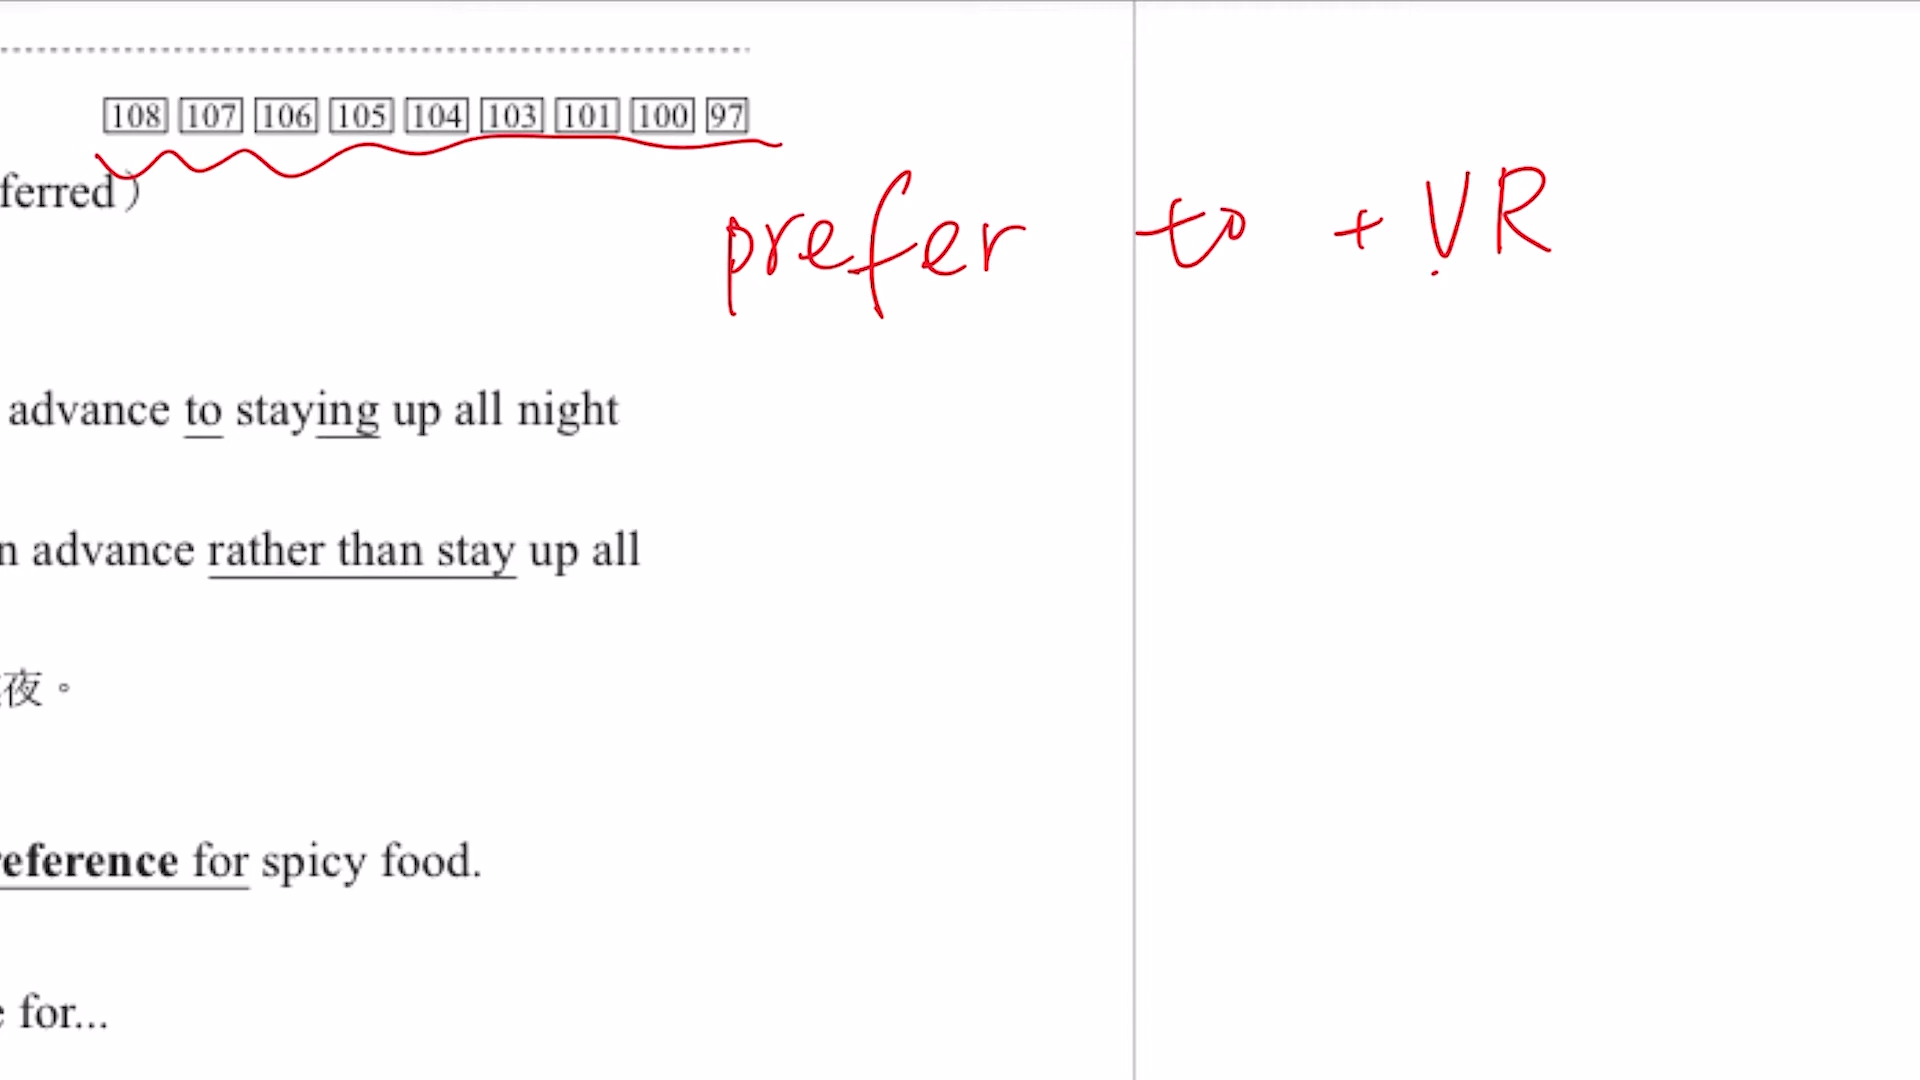 108 107 106 105 104 103 101 100 97
ferred）
prefer to + VR
advance to staying up all night
n advance rather than stay up all
夜。
eference for spicy food.
for...